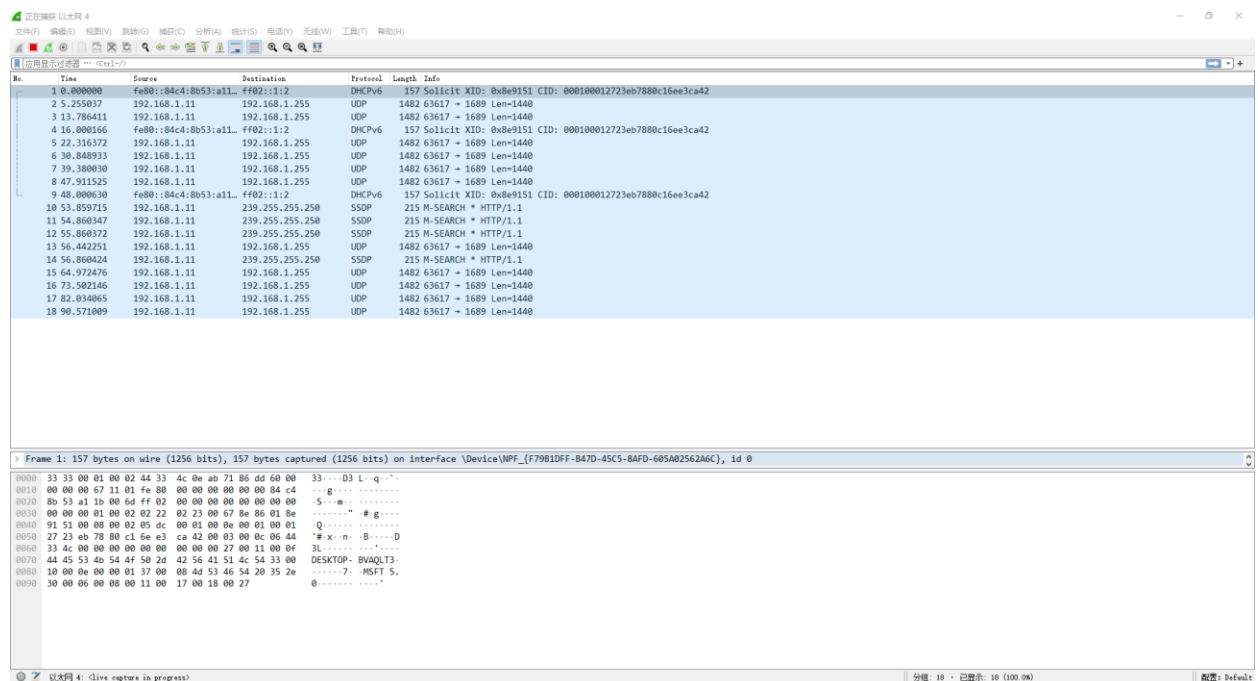 正在捕获 以太网 4
文件(F) 编辑(E) 视图(V) 跳转(G) 捕获(C) 分析(A) 统计(S) 电话(Y) 无线(W) 工具(T) 帮助(H)
应用显示过滤器 … <Ctrl-/>
No. Time Source Destination Protocol Length Info
1 0.000000 fe80::84c4:8b53:a11… ff02::1:2 DHCPv6 157 Solicit XID: 0x8e9151 CID: 000100012723eb7880c16ee3ca42
2 5.255037 192.168.1.11 192.168.1.255 UDP 1482 63617 → 1689 Len=1440
3 13.786411 192.168.1.11 192.168.1.255 UDP 1482 63617 → 1689 Len=1440
4 16.000166 fe80::84c4:8b53:a11… ff02::1:2 DHCPv6 157 Solicit XID: 0x8e9151 CID: 000100012723eb7880c16ee3ca42
5 22.316372 192.168.1.11 192.168.1.255 UDP 1482 63617 → 1689 Len=1440
6 30.848933 192.168.1.11 192.168.1.255 UDP 1482 63617 → 1689 Len=1440
7 39.380030 192.168.1.11 192.168.1.255 UDP 1482 63617 → 1689 Len=1440
8 47.911525 192.168.1.11 192.168.1.255 UDP 1482 63617 → 1689 Len=1440
9 48.000630 fe80::84c4:8b53:a11… ff02::1:2 DHCPv6 157 Solicit XID: 0x8e9151 CID: 000100012723eb7880c16ee3ca42
10 53.859715 192.168.1.11 239.255.255.250 SSDP 215 M-SEARCH * HTTP/1.1
11 54.860347 192.168.1.11 239.255.255.250 SSDP 215 M-SEARCH * HTTP/1.1
12 55.860372 192.168.1.11 239.255.255.250 SSDP 215 M-SEARCH * HTTP/1.1
13 56.442251 192.168.1.11 192.168.1.255 UDP 1482 63617 → 1689 Len=1440
14 56.860424 192.168.1.11 239.255.255.250 SSDP 215 M-SEARCH * HTTP/1.1
15 64.972476 192.168.1.11 192.168.1.255 UDP 1482 63617 → 1689 Len=1440
16 73.502146 192.168.1.11 192.168.1.255 UDP 1482 63617 → 1689 Len=1440
17 82.034065 192.168.1.11 192.168.1.255 UDP 1482 63617 → 1689 Len=1440
18 90.571009 192.168.1.11 192.168.1.255 UDP 1482 63617 → 1689 Len=1440
> Frame 1: 157 bytes on wire (1256 bits), 157 bytes captured (1256 bits) on interface \Device\NPF_{F79B1DFF-B47D-45C5-8AFD-605A02562A6C}, id 0
0000 33 33 00 01 00 02 44 33 4c 0e ab 71 86 dd 60 00 33····D3 L··q··`·
0010 00 00 00 67 11 01 fe 80 00 00 00 00 00 00 84 c4 ···g···· ········
0020 8b 53 a1 1b 00 6d ff 02 00 00 00 00 00 00 00 00 ·S···m·· ········
0030 00 00 00 01 00 02 02 22 02 23 00 67 8e 86 01 8e ·······" ·#·g····
0040 91 51 00 08 00 02 05 dc 00 01 00 0e 00 01 00 01 ·Q······ ········
0050 27 23 eb 78 80 c1 6e e3 ca 42 00 03 00 0c 06 44 '#·x··n· ·B·····D
0060 33 4c 00 00 00 00 00 00 00 00 00 27 00 11 00 0f 3L······ ···'····
0070 44 45 53 4b 54 4f 50 2d 42 56 41 51 4c 54 33 00 DESKTOP- BVAQLT3·
0080 10 00 0e 00 00 01 37 00 08 4d 53 46 54 20 35 2e ······7· ·MSFT 5.
0090 30 00 06 00 08 00 11 00 17 00 18 00 27 0······· ····'
以太网 4: <live capture in progress> 分组: 18 · 已显示: 18 (100.0%) 配置: Default